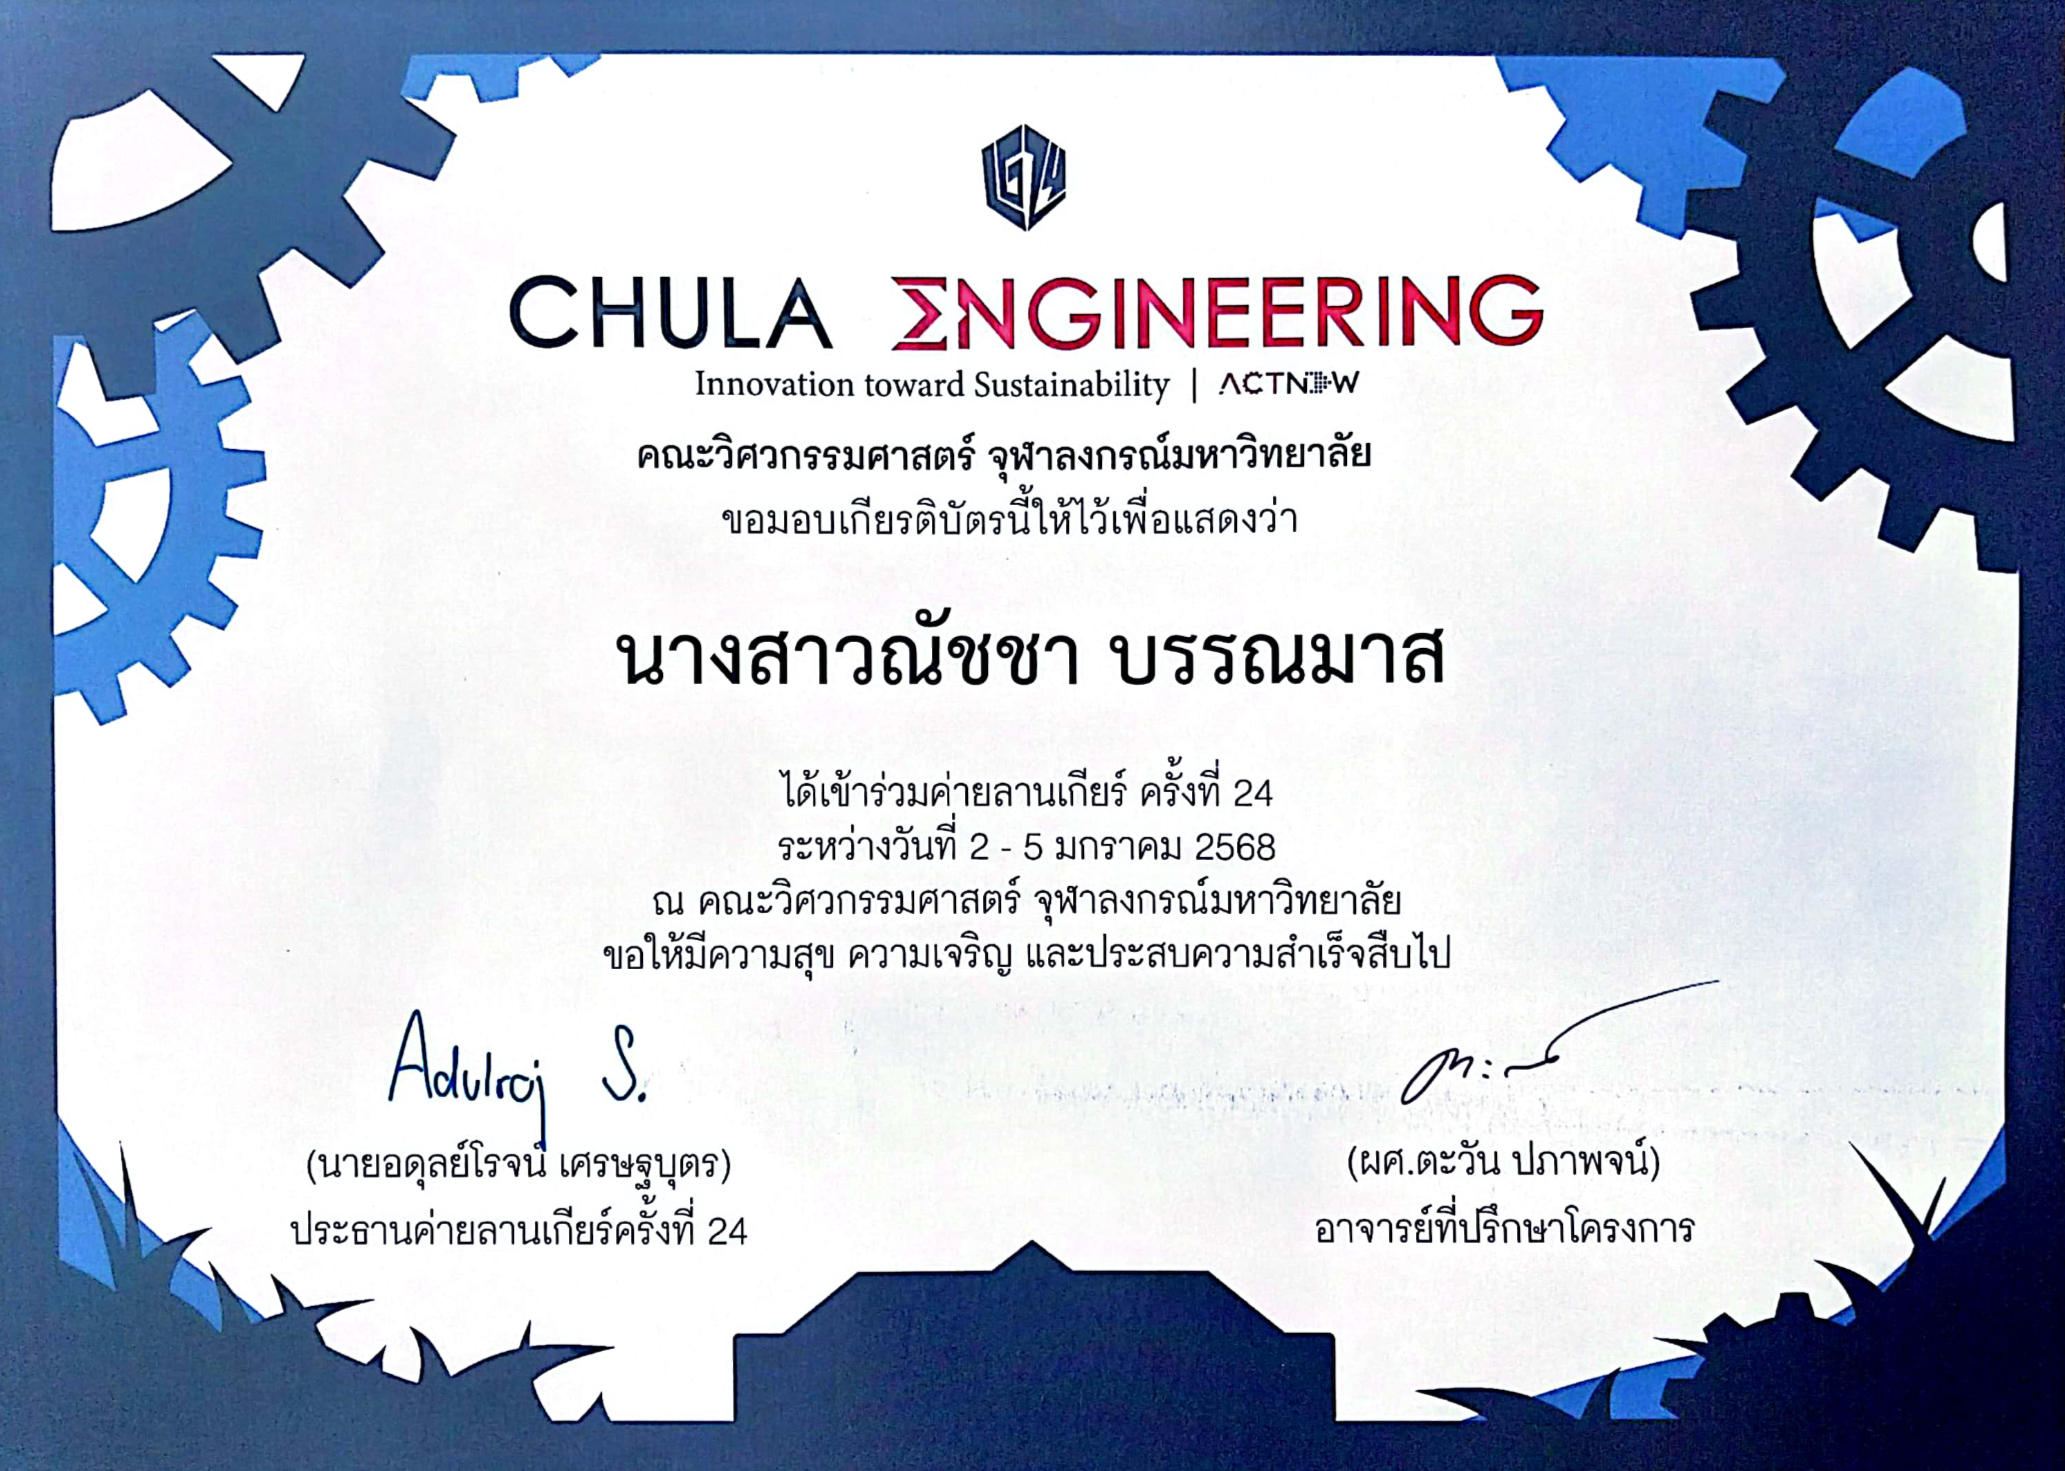 CHULA ΣNGINEERING
Innovation toward Sustainability | ACTNOW
คณะวิศวกรรมศาสตร์ จุฬาลงกรณ์มหาวิทยาลัย
ขอมอบเกียรติบัตรนี้ให้ไว้เพื่อแสดงว่า
นางสาวณัชชา บรรณมาส
ได้เข้าร่วมค่ายลานเกียร์ ครั้งที่ 24
ระหว่างวันที่ 2 - 5 มกราคม 2568
ณ คณะวิศวกรรมศาสตร์ จุฬาลงกรณ์มหาวิทยาลัย
ขอให้มีความสุข ความเจริญ และประสบความสำเร็จสืบไป
Adulroj S.
(นายอดุลย์โรจน์ เศรษฐบุตร)
ประธานค่ายลานเกียร์ครั้งที่ 24
(ผศ.ตะวัน ปภาพจน์)
อาจารย์ที่ปรึกษาโครงการ